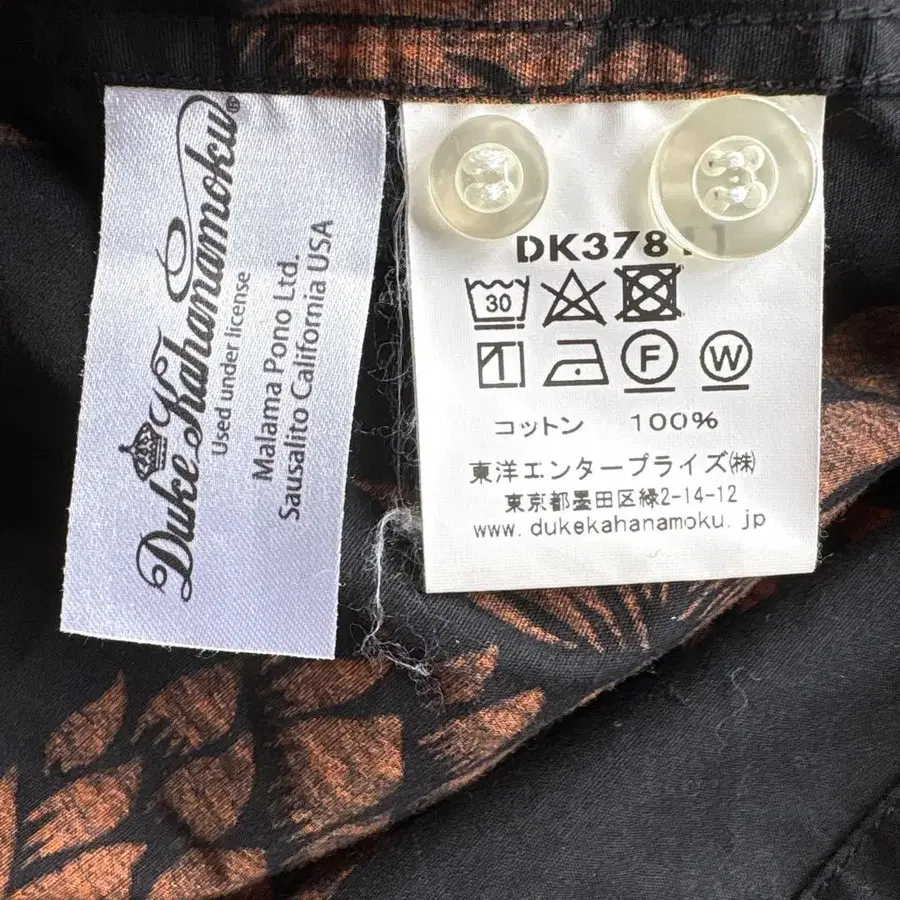 Duke Kahanamoku®
Used under license
Malama Pono Ltd.
Sausalito California USA
30
F
W
コットン 100%
東洋エンタープライズ㈱
東京都墨田区緑2-14-12
www.dukekahanamoku.jp